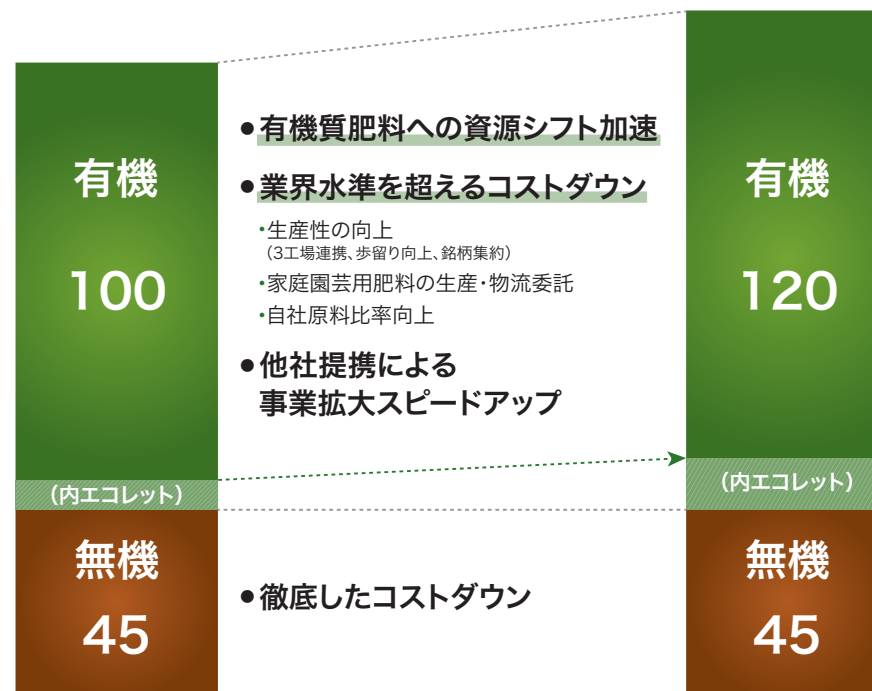 有機
100
(内エコレット)
無機
45
●有機質肥料への資源シフト加速
●業界水準を超えるコストダウン
・生産性の向上
(3工場連携、歩留り向上、銘柄集約)
・家庭園芸用肥料の生産・物流委託
・自社原料比率向上
●他社提携による
事業拡大スピードアップ
●徹底したコストダウン
有機
120
(内エコレット)
無機
45